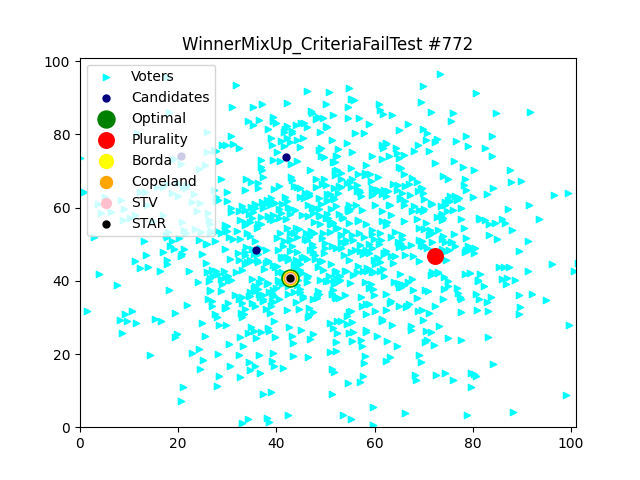 WinnerMixUp_CriteriaFailTest #772
100
80
60
40
20
0
Voters
Candidates
Optimal
Plurality
Borda
Copeland
STV
STAR
0 20 40 60 80 100